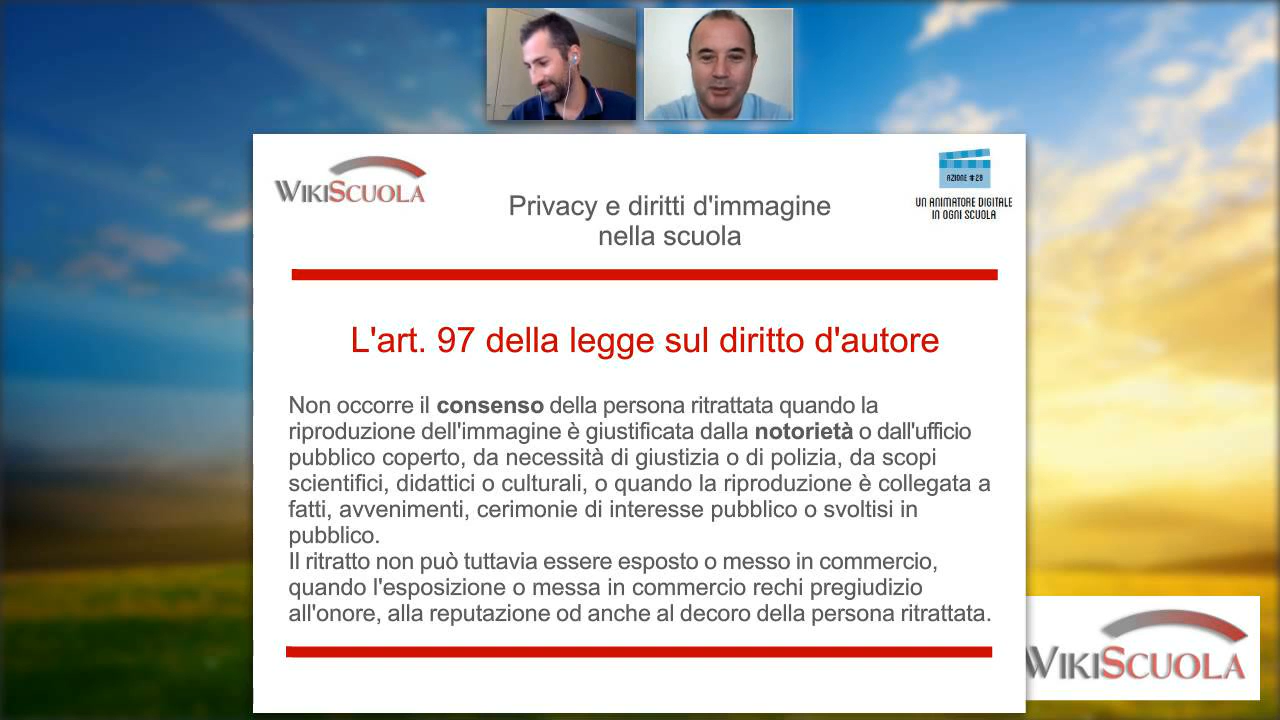 WIKISCUOLA
AZIONE #28
UN ANIMATORE DIGITALE
IN OGNI SCUOLA
Privacy e diritti d'immagine
nella scuola
L'art. 97 della legge sul diritto d'autore
Non occorre il consenso della persona ritrattata quando la
riproduzione dell'immagine è giustificata dalla notorietà o dall'ufficio
pubblico coperto, da necessità di giustizia o di polizia, da scopi
scientifici, didattici o culturali, o quando la riproduzione è collegata a
fatti, avvenimenti, cerimonie di interesse pubblico o svoltisi in
pubblico.
Il ritratto non può tuttavia essere esposto o messo in commercio,
quando l'esposizione o messa in commercio rechi pregiudizio
all'onore, alla reputazione od anche al decoro della persona ritrattata.
WIKISCUOLA